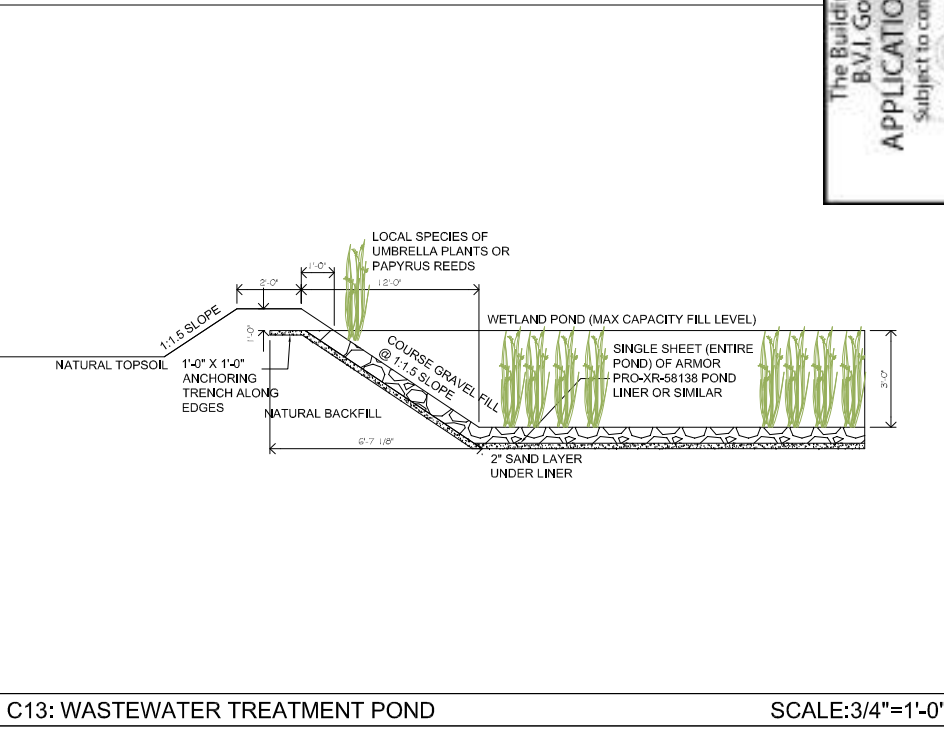 The Buildi
B.V.I. Go
APPLICATIO
Subject to con
LOCAL SPECIES OF
UMBRELLA PLANTS OR
PAPYRUS REEDS
1'-0"
2'-0"
12'-0"
1:1.5 SLOPE
1'-0"
WETLAND POND (MAX CAPACITY FILL LEVEL)
NATURAL TOPSOIL
1'-0" X 1'-0"
ANCHORING
TRENCH ALONG
EDGES
COURSE GRAVEL FILL
@ 1:1.5 SLOPE
SINGLE SHEET (ENTIRE
POND) OF ARMOR
PRO-XR-58138 POND
LINER OR SIMILAR
3'-0"
NATURAL BACKFILL
6'-7 1/8"
2" SAND LAYER
UNDER LINER
C13: WASTEWATER TREATMENT POND
SCALE:3/4"=1'-0"